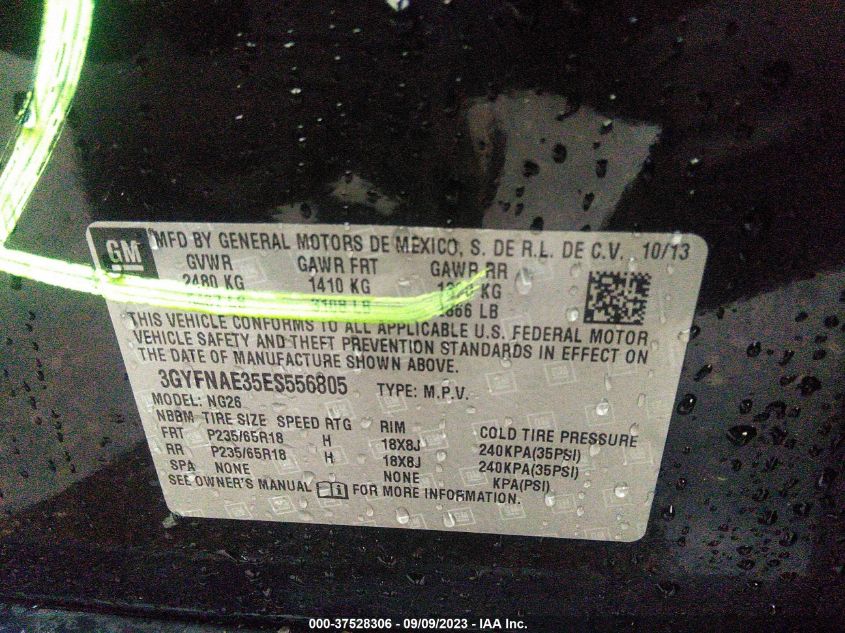 GM
MFD BY GENERAL MOTORS DE MEXICO, S. DE R.L. DE C.V. 10/13
GVWR GAWR FRT GAWR RR
2480 KG 1410 KG KG
LB 3108 LB LB
THIS VEHICLE CONFORMS TO ALL APPLICABLE U.S. FEDERAL MOTOR
VEHICLE SAFETY AND THEFT PREVENTION STANDARDS IN EFFECT ON
THE DATE OF MANUFACTURE SHOWN ABOVE.
3GYFNAE35ES556805 TYPE: M.P.V.
MODEL: NG26
NBBM TIRE SIZE SPEED RTG RIM COLD TIRE PRESSURE
FRT P235/65R18 H 18X8J 240KPA(35PSI)
RR P235/65R18 H 18X8J 240KPA(35PSI)
SPA NONE NONE KPA(PSI)
SEE OWNER'S MANUAL FOR MORE INFORMATION.
000-37528306 - 09/09/2023 - IAA Inc.